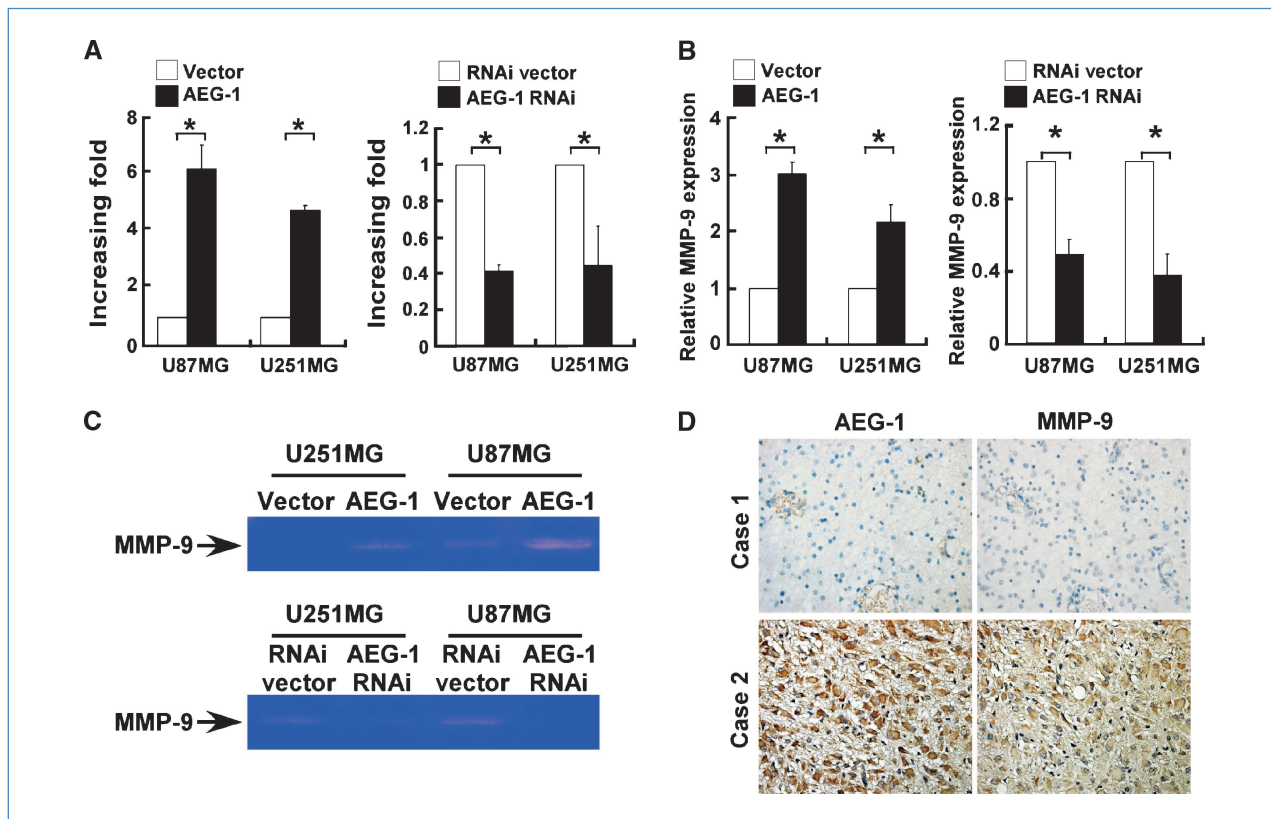 A
Vector
AEG-1
Increasing fold
8
6
4
2
0
*
*
U87MG
U251MG
RNAi vector
AEG-1 RNAi
Increasing fold
1.2
1
0.8
0.6
0.4
0.2
0
*
*
U87MG
U251MG
B
Vector
AEG-1
Relative MMP-9 expression
4
3
2
1
0
*
*
U87MG
U251MG
RNAi vector
AEG-1 RNAi
Relative MMP-9 expression
1.2
0.8
0.4
0
*
*
U87MG
U251MG
C
U251MG U87MG
Vector AEG-1 Vector AEG-1
MMP-9
U251MG U87MG
RNAi AEG-1 RNAi AEG-1
vector RNAi vector RNAi
MMP-9
D
AEG-1 MMP-9
Case 1
Case 2